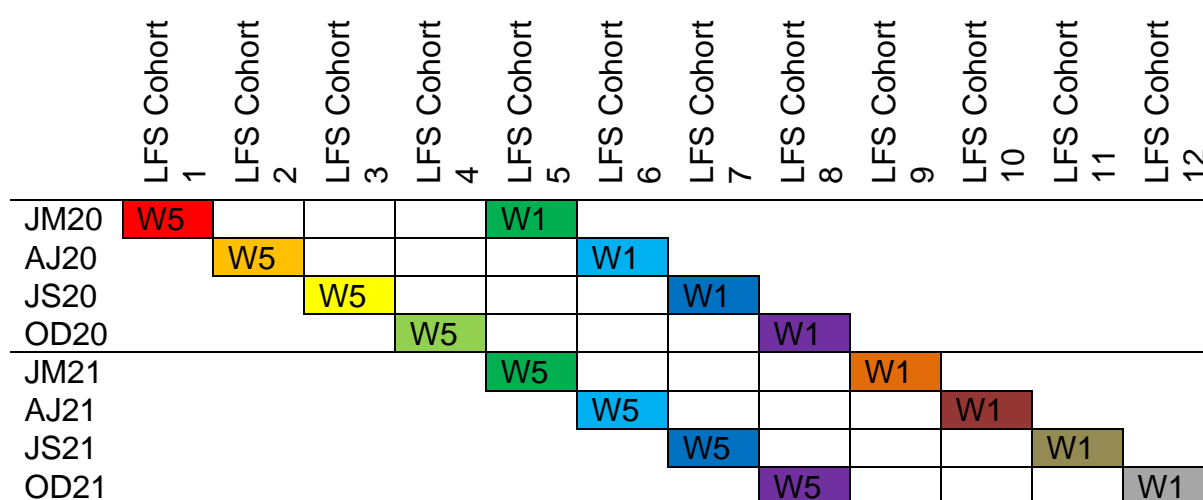 LFS Cohort 1
LFS Cohort 2
LFS Cohort 3
LFS Cohort 4
LFS Cohort 5
LFS Cohort 6
LFS Cohort 7
LFS Cohort 8
LFS Cohort 9
LFS Cohort 10
LFS Cohort 11
LFS Cohort 12
JM20 W5 W1
AJ20 W5 W1
JS20 W5 W1
OD20 W5 W1
JM21 W5 W1
AJ21 W5 W1
JS21 W5 W1
OD21 W5 W1